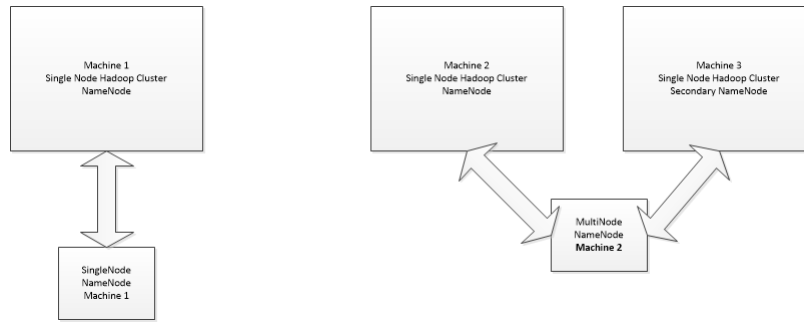 Machine 1
Single Node Hadoop Cluster
NameNode
Machine 2
Single Node Hadoop Cluster
NameNode
Machine 3
Single Node Hadoop Cluster
Secondary NameNode
SingleNode
NameNode
Machine 1
MultiNode
NameNode
Machine 2